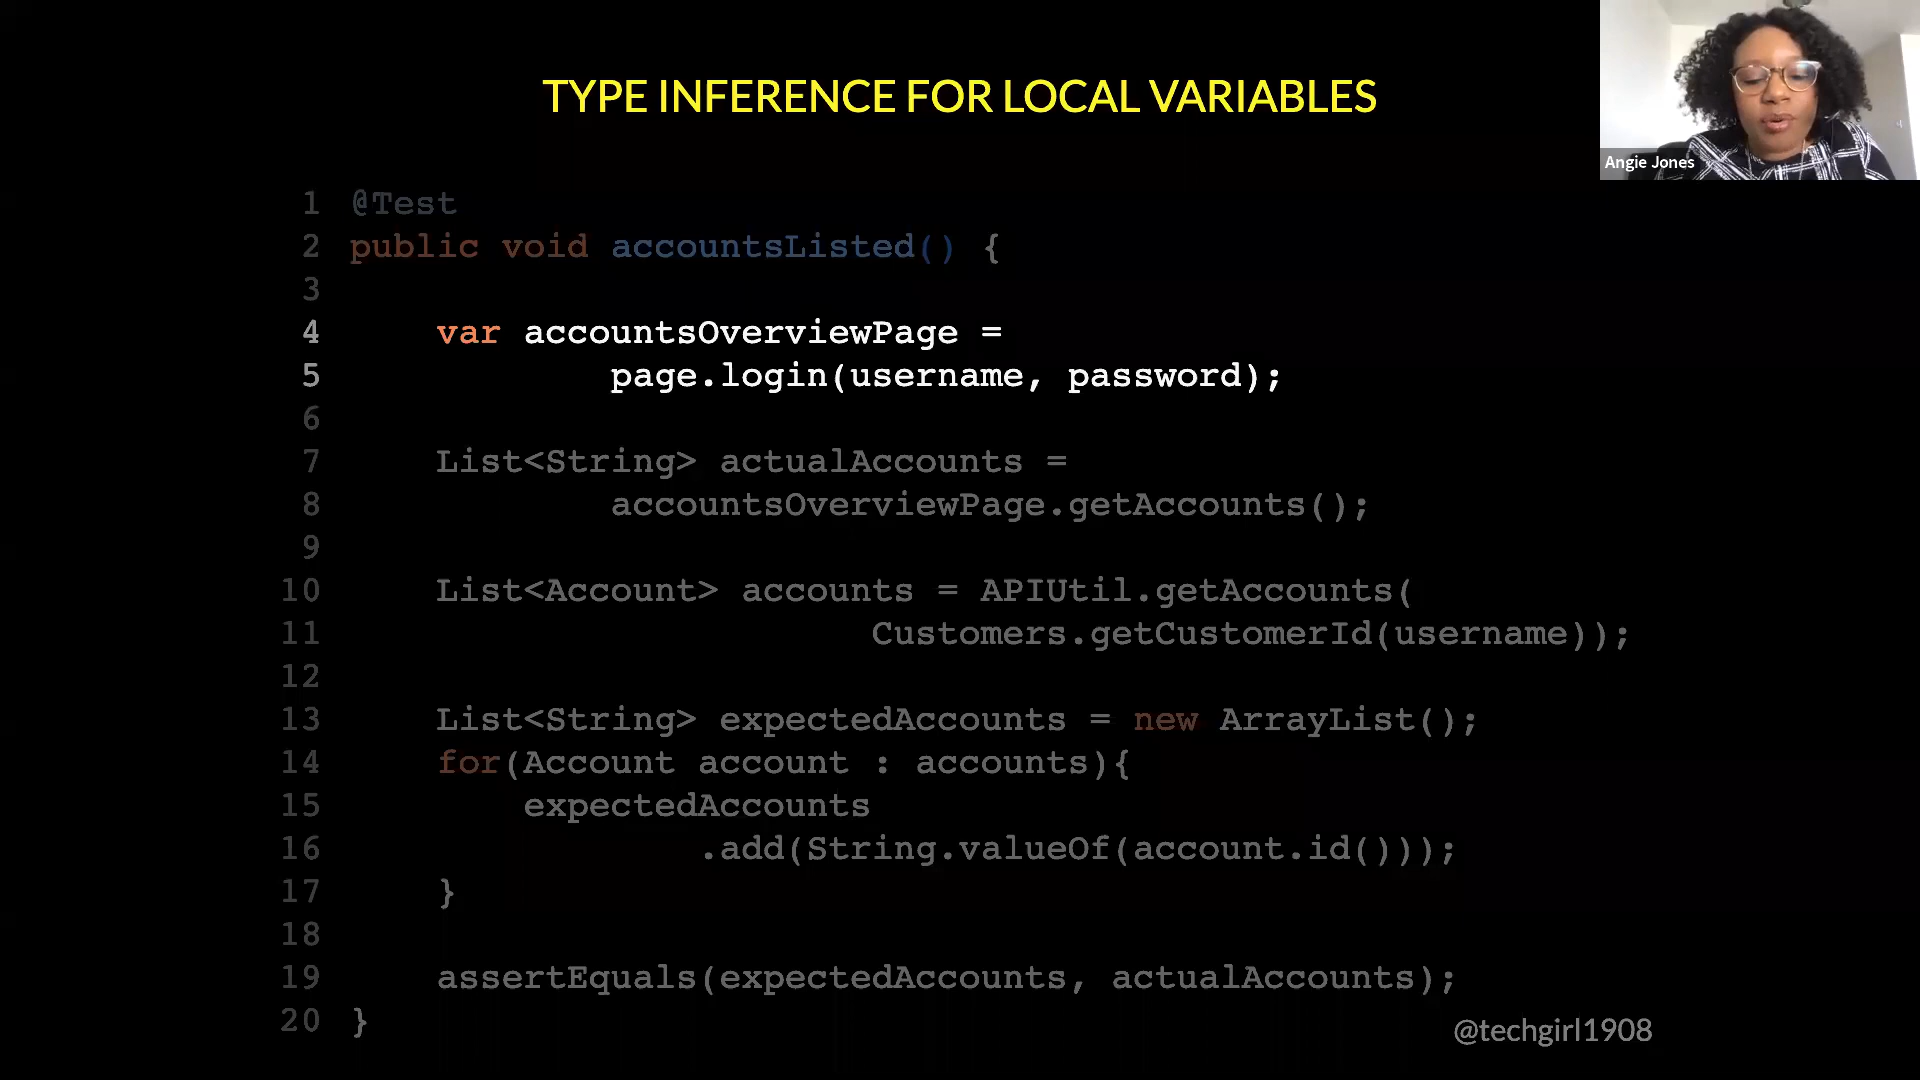 TYPE INFERENCE FOR LOCAL VARIABLES
Angie Jones
1 @Test
2 public void accountsListed() {
3
4 var accountsOverviewPage =
5 page.login(username, password);
6
7 List<String> actualAccounts =
8 accountsOverviewPage.getAccounts();
9
10 List<Account> accounts = APIUtil.getAccounts(
11 Customers.getCustomerId(username));
12
13 List<String> expectedAccounts = new ArrayList();
14 for(Account account : accounts){
15 expectedAccounts
16 .add(String.valueOf(account.id()));
17 }
18
19 assertEquals(expectedAccounts, actualAccounts);
20 }
@techgirl1908